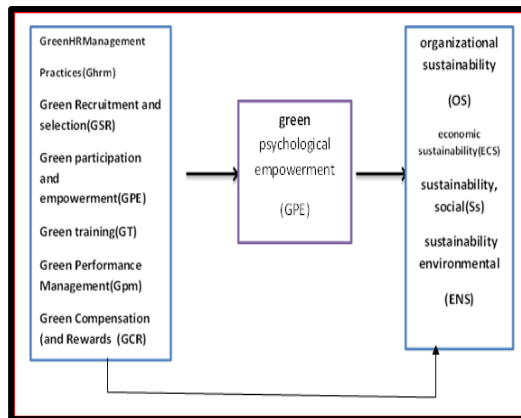 GreenHRManagement
Practices(Ghrm)
Green Recruitment and
selection(GSR)
Green participation
and
empowerment(GPE)
Green training(GT)
Green Performance
Management(Gpm)
Green Compensation
(and Rewards (GCR)
green
psychological
empowerment
(GPE)
organizational
sustainability
(OS)
economic
sustainability(ECS)
sustainability,
social(Ss)
sustainability
environmental
(ENS)